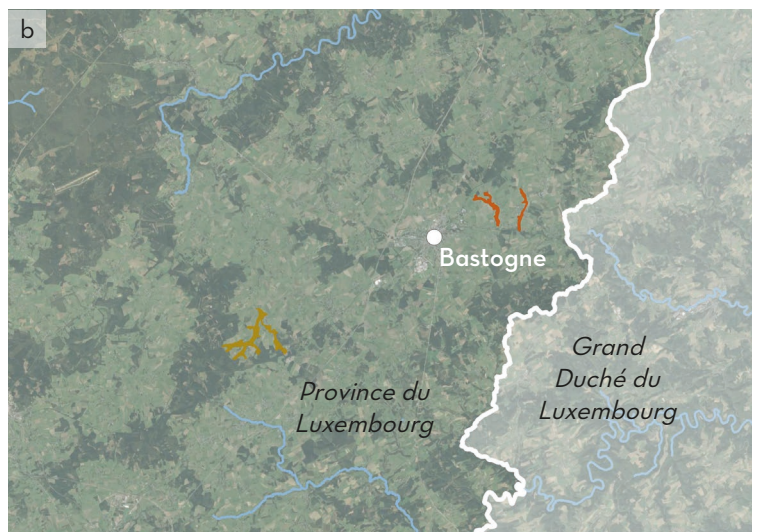 b
Bastogne
Grand
Duché du
Luxembourg
Province du
Luxembourg